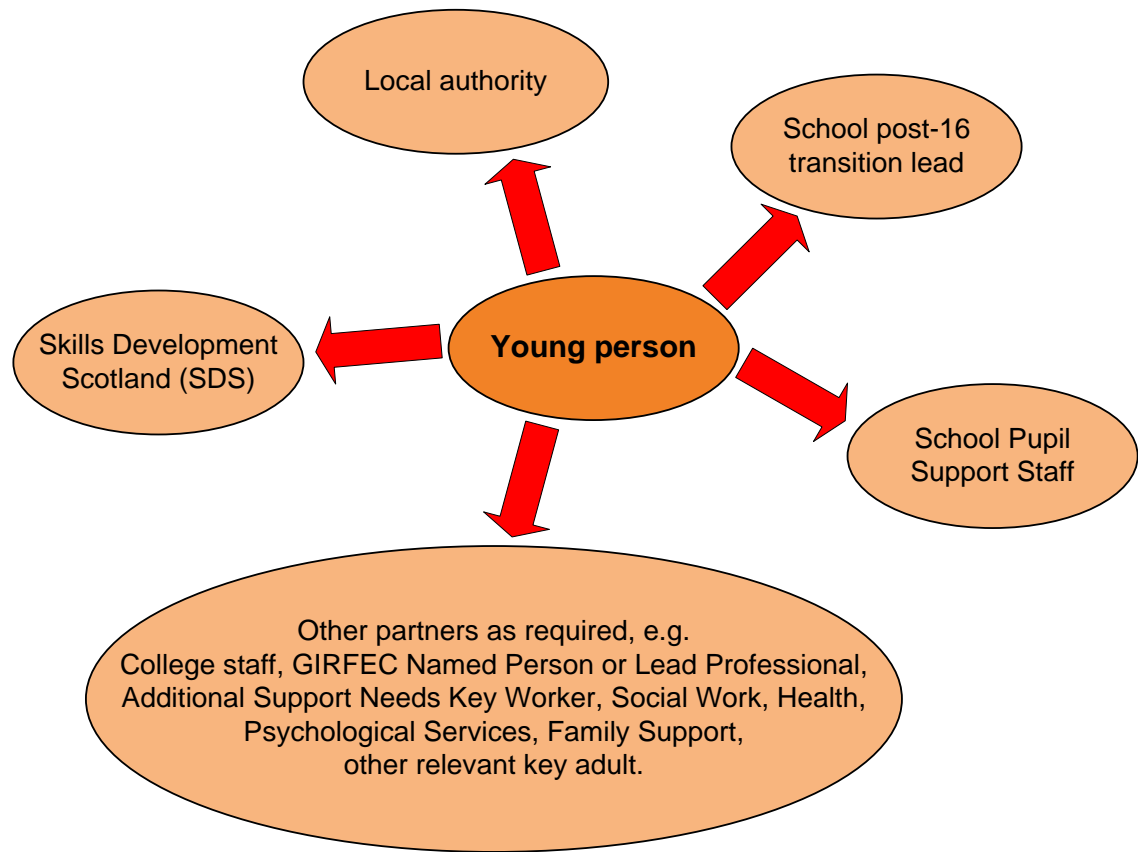 Local authority
School post-16
transition lead
Skills Development
Scotland (SDS)
Young person
School Pupil
Support Staff
Other partners as required, e.g.
College staff, GIRFEC Named Person or Lead Professional,
Additional Support Needs Key Worker, Social Work, Health,
Psychological Services, Family Support,
other relevant key adult.